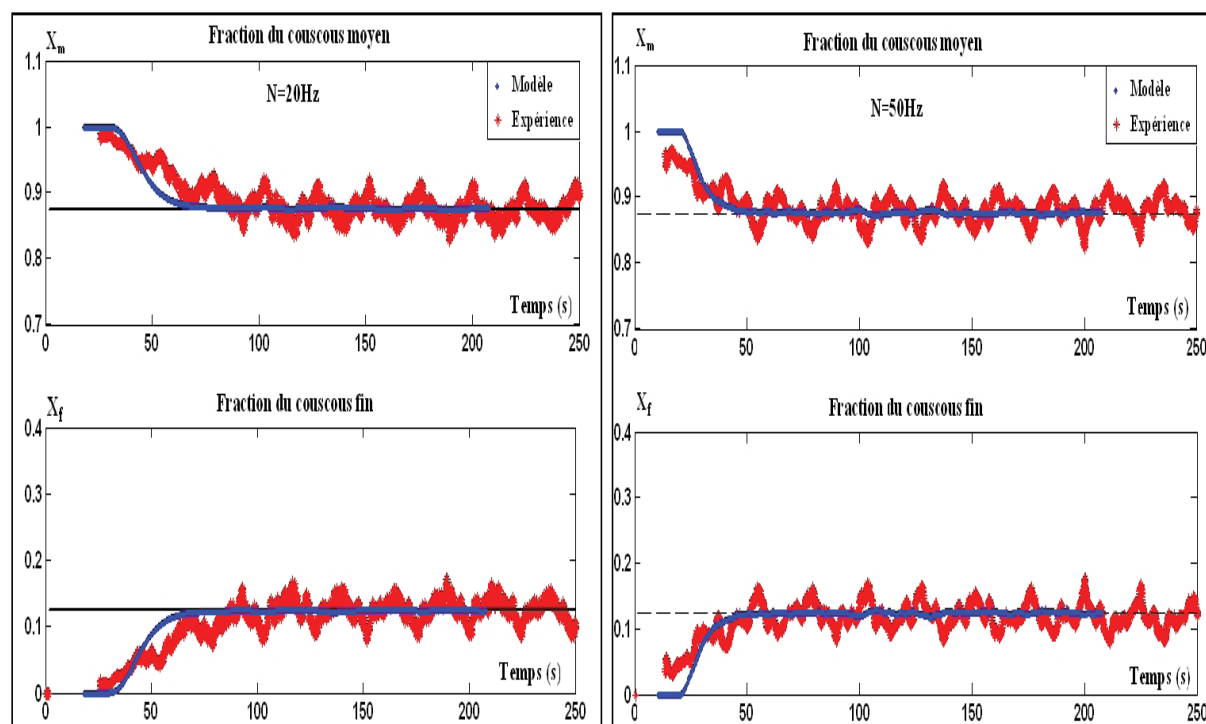 Fraction du couscous moyen
X_m
1.1
1
0.9
0.8
0.7
N=20Hz
Modèle
Expérience
Temps (s)
0 50 100 150 200 250
Fraction du couscous fin
X_f
0.4
0.3
0.2
0.1
0
Temps (s)
0 50 100 150 200 250
Fraction du couscous moyen
X_m
1.1
1
0.9
0.8
0.7
N=50Hz
Modèle
Expérience
Temps (s)
0 50 100 150 200 250
Fraction du couscous fin
X_f
0.4
0.3
0.2
0.1
0
Temps (s)
0 50 100 150 200 250